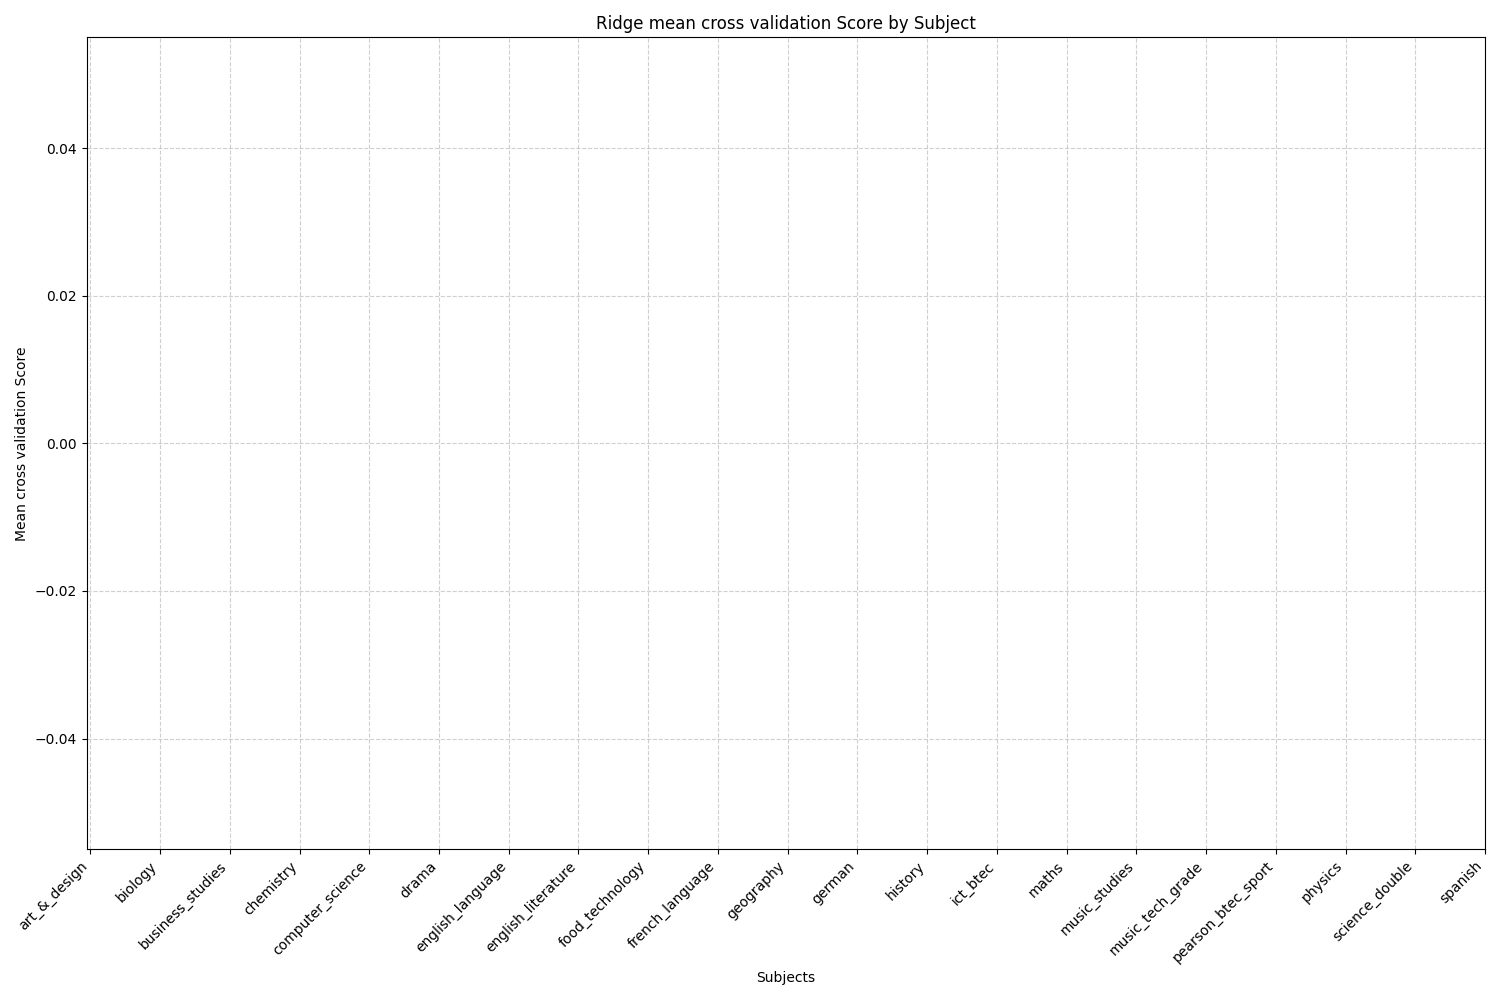 Ridge mean cross validation Score by Subject
0.04
0.02
0.00
−0.02
−0.04
Mean cross validation Score
art_&_design
biology
business_studies
chemistry
computer_science
drama
english_language
english_literature
food_technology
french_language
geography
german
history
ict_btec
maths
music_studies
music_tech_grade
pearson_btec_sport
physics
science_double
spanish
Subjects